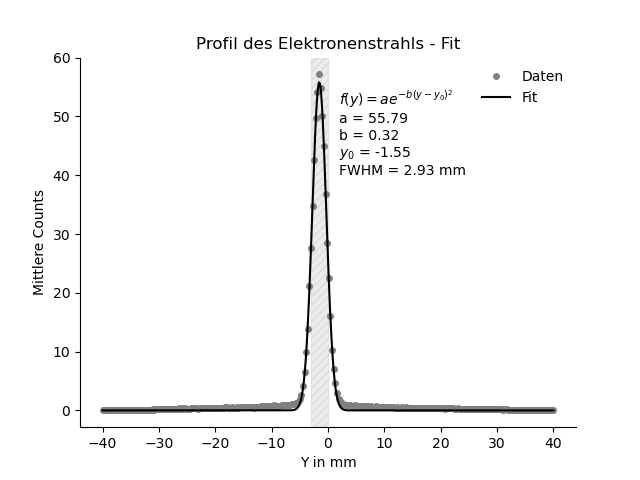 Profil des Elektronenstrahls - Fit
60
50
40
30
20
10
0
Mittlere Counts
f(y) = ae^{-b(y-y_0)^2}
a = 55.79
b = 0.32
y_0 = -1.55
FWHM = 2.93 mm
Daten
Fit
−40 −30 −20 −10 0 10 20 30 40
Y in mm